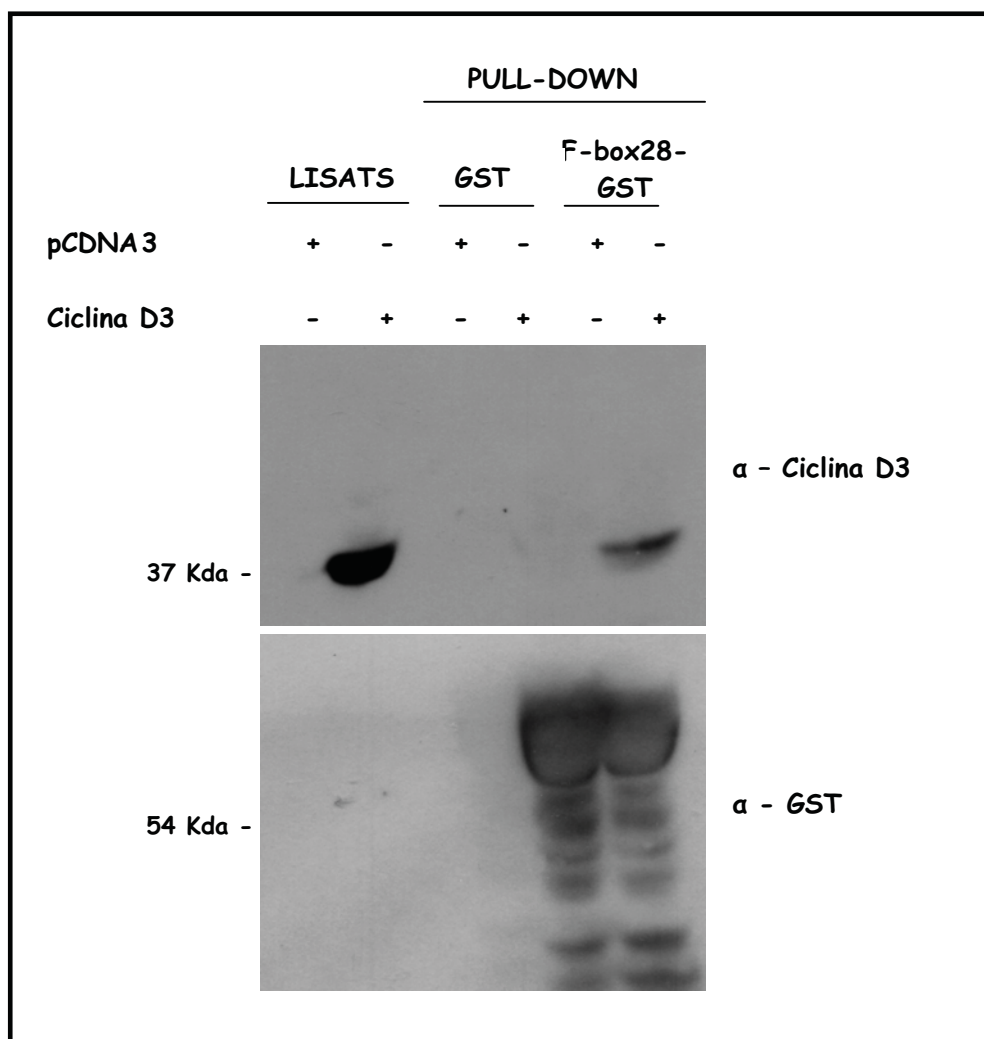 PULL-DOWN
LISATS GST F-box28-
GST
pCDNA3 + - + - + -
Ciclina D3 - + - + - +
α - Ciclina D3
37 Kda -
α - GST
54 Kda -